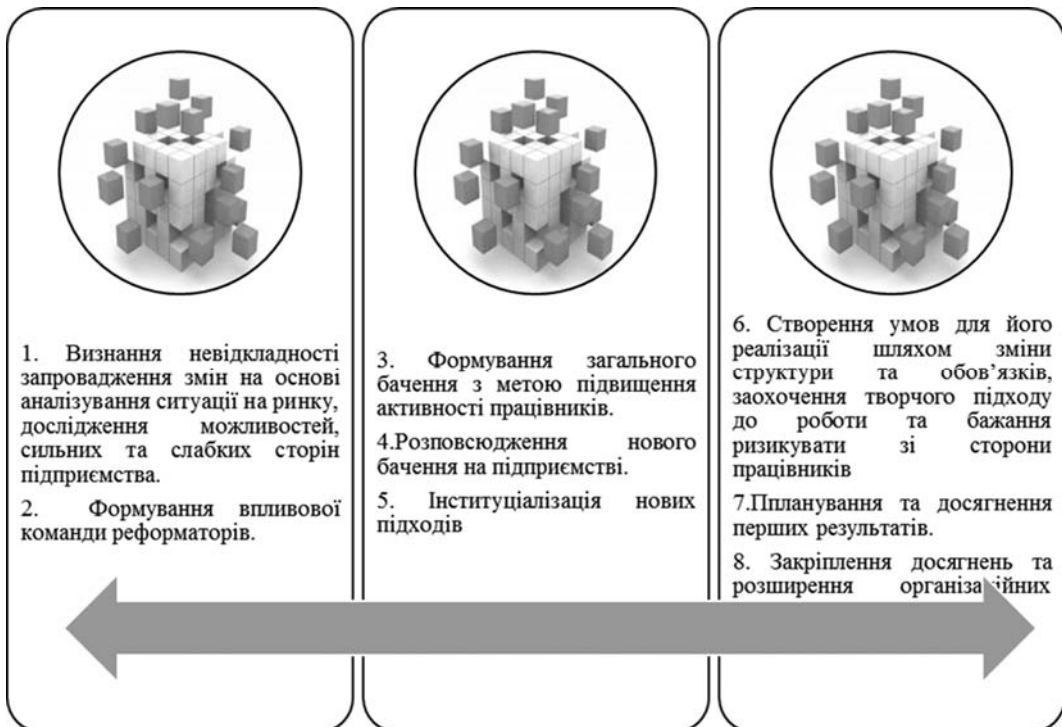 1. Визнання невідкладності
запровадження змін на основі
аналізування ситуації на ринку,
дослідження можливостей,
сильних та слабких сторін
підприємства.
2. Формування впливової
команди реформаторів.
3. Формування загального
бачення з метою підвищення
активності працівників.
4.Розповсюдження нового
бачення на підприємстві.
5. Інституціалізація нових
підходів
6. Створення умов для його
реалізації шляхом зміни
структури та обов’язків,
заохочення творчого підходу
до роботи та бажання
ризикувати зі сторони
працівників
7.Ппланування та досягнення
перших результатів.
8. Закріплення досягнень та
розширення організаційних